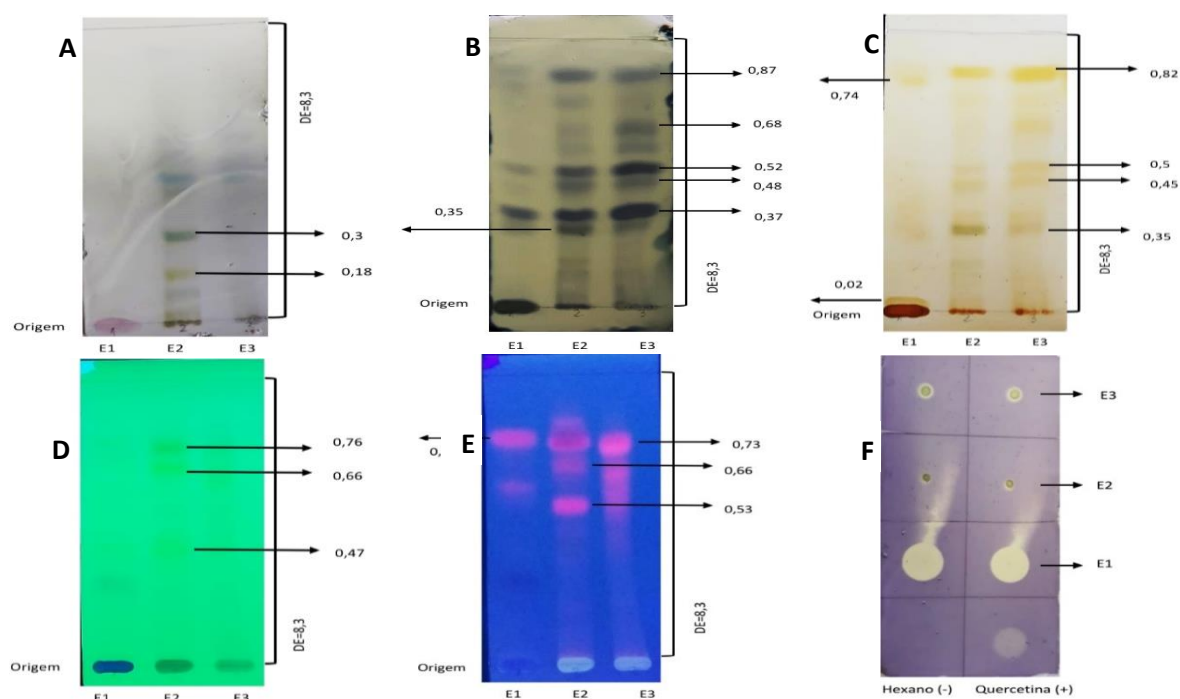 A
DE=8,3
0,3
0,18
Origem
E1 E2 E3
B
0,87
0,68
0,52
0,48
0,37
0,35
DE=8,3
Origem
E1 E2 E3
C
0,82
0,74
0,5
0,45
0,35
0,02
DE=8,3
Origem
E1 E2 E3
D
0,76
0,66
0,47
DE=8,3
Origem
E1 E2 E3
E
0,
0,73
0,66
0,53
DE=8,3
Origem
E1 E2 E3
F
E3
E2
E1
Hexano (-) Quercetina (+)